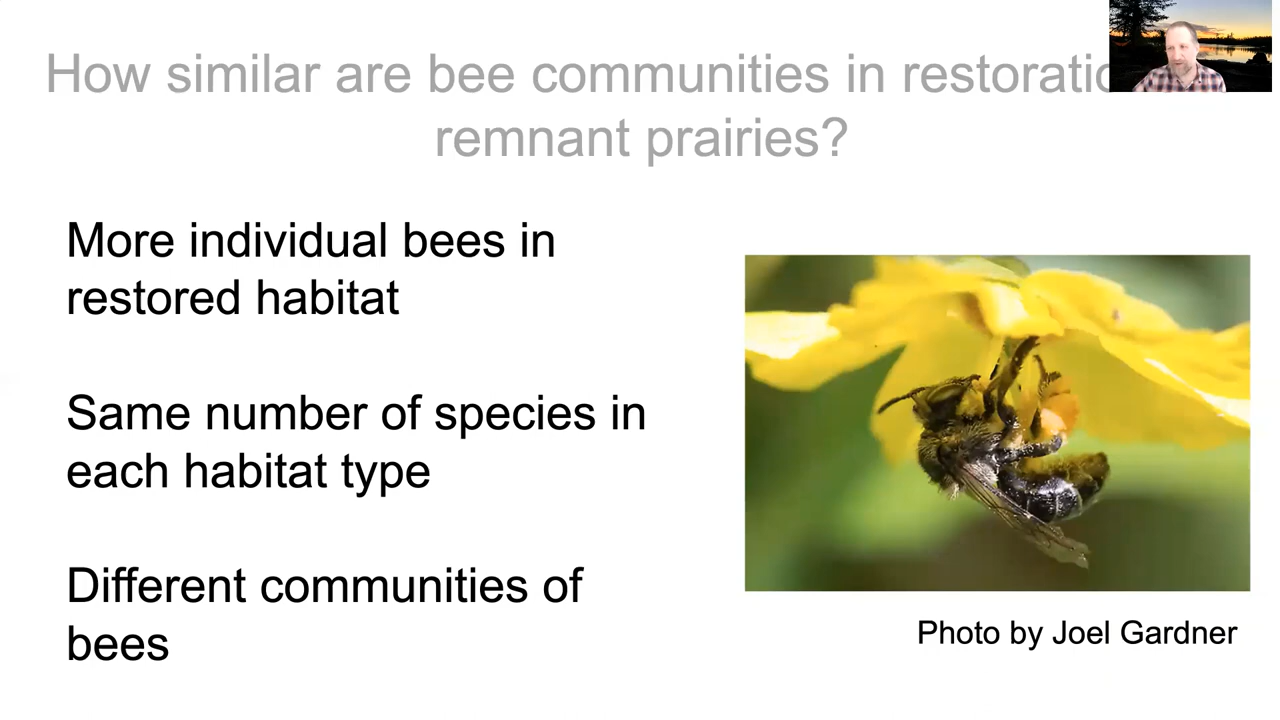 How similar are bee communities in
remnant prairies?
More individual bees in
restored habitat
Same number of species in
each habitat type
Different communities of
bees
Photo by Joel Gardner